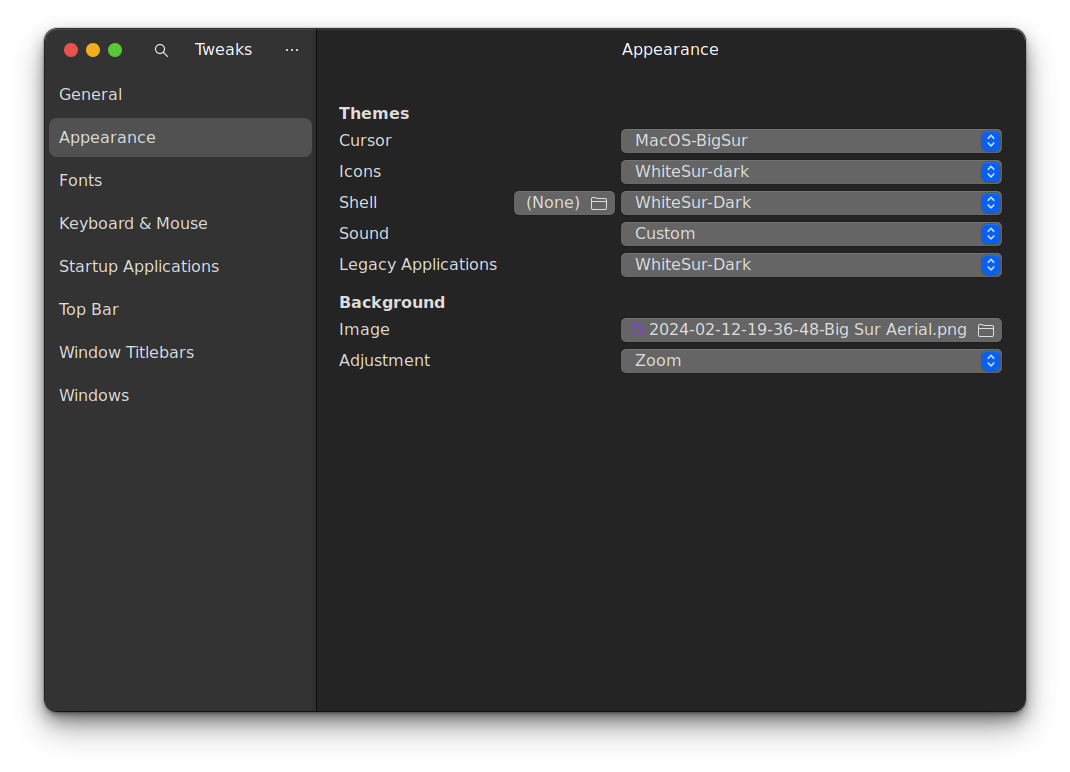 Tweaks
General
Appearance
Fonts
Keyboard & Mouse
Startup Applications
Top Bar
Window Titlebars
Windows
Appearance
Themes
Cursor MacOS-BigSur
Icons WhiteSur-dark
Shell (None) WhiteSur-Dark
Sound Custom
Legacy Applications WhiteSur-Dark
Background
Image 2024-02-12-19-36-48-Big Sur Aerial.png
Adjustment Zoom